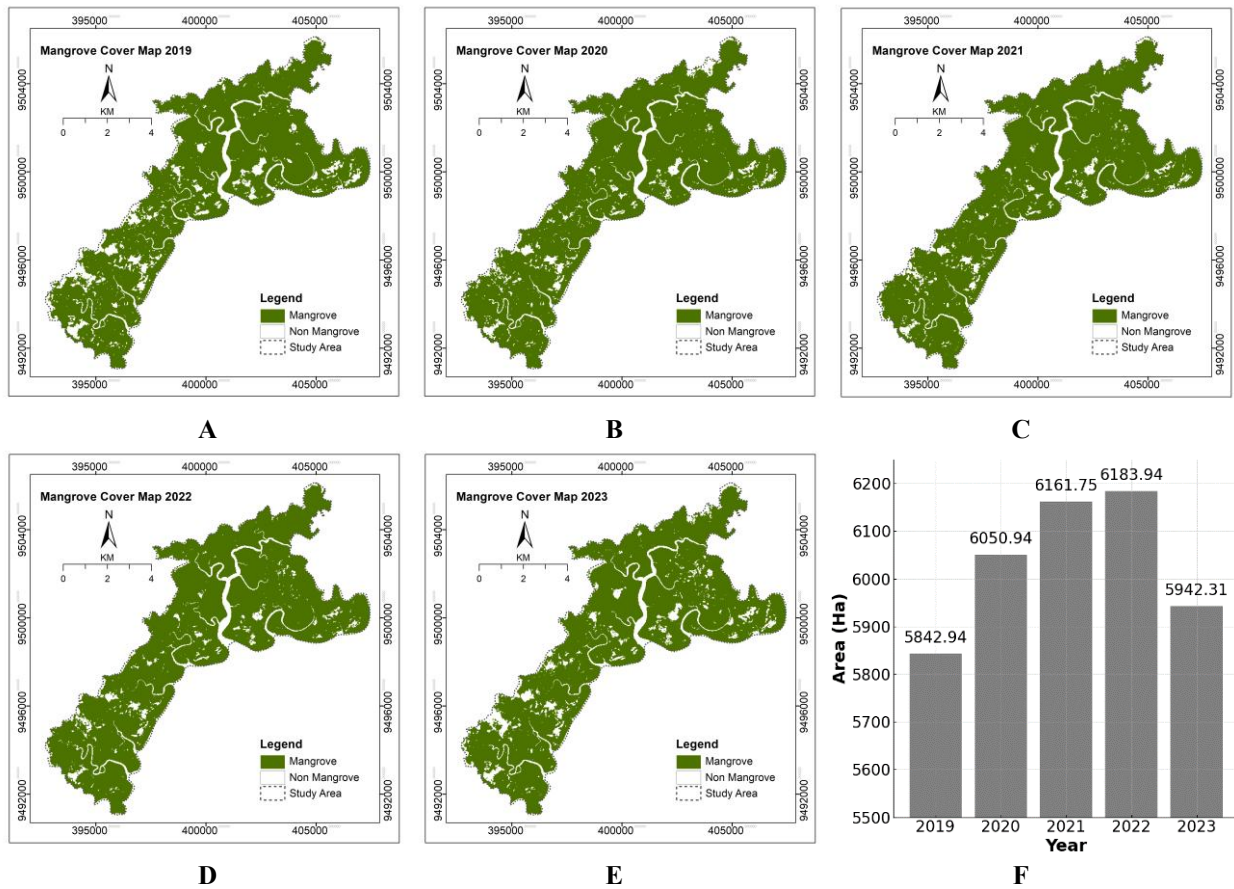 395000 400000 405000
Mangrove Cover Map 2019
N
KM
0 2 4
9504000
9500000
9496000
9492000
9504000
9500000
9496000
9492000
Legend
Mangrove
Non Mangrove
Study Area
395000 400000 405000
A
395000 400000 405000
Mangrove Cover Map 2020
N
KM
0 2 4
9504000
9500000
9496000
9492000
9504000
9500000
9496000
9492000
Legend
Mangrove
Non Mangrove
Study Area
395000 400000 405000
B
395000 400000 405000
Mangrove Cover Map 2021
N
KM
0 2 4
9504000
9500000
9496000
9492000
9504000
9500000
9496000
9492000
Legend
Mangrove
Non Mangrove
Study Area
395000 400000 405000
C
395000 400000 405000
Mangrove Cover Map 2022
N
KM
0 2 4
9504000
9500000
9496000
9492000
9504000
9500000
9496000
9492000
Legend
Mangrove
Non Mangrove
Study Area
395000 400000 405000
D
395000 400000 405000
Mangrove Cover Map 2023
N
KM
0 2 4
9504000
9500000
9496000
9492000
9504000
9500000
9496000
9492000
Legend
Mangrove
Non Mangrove
Study Area
395000 400000 405000
E
Area (Ha)
6200
6100
6000
5900
5800
5700
5600
5500
5842.94
6050.94
6161.75
6183.94
5942.31
2019 2020 2021 2022 2023
Year
F